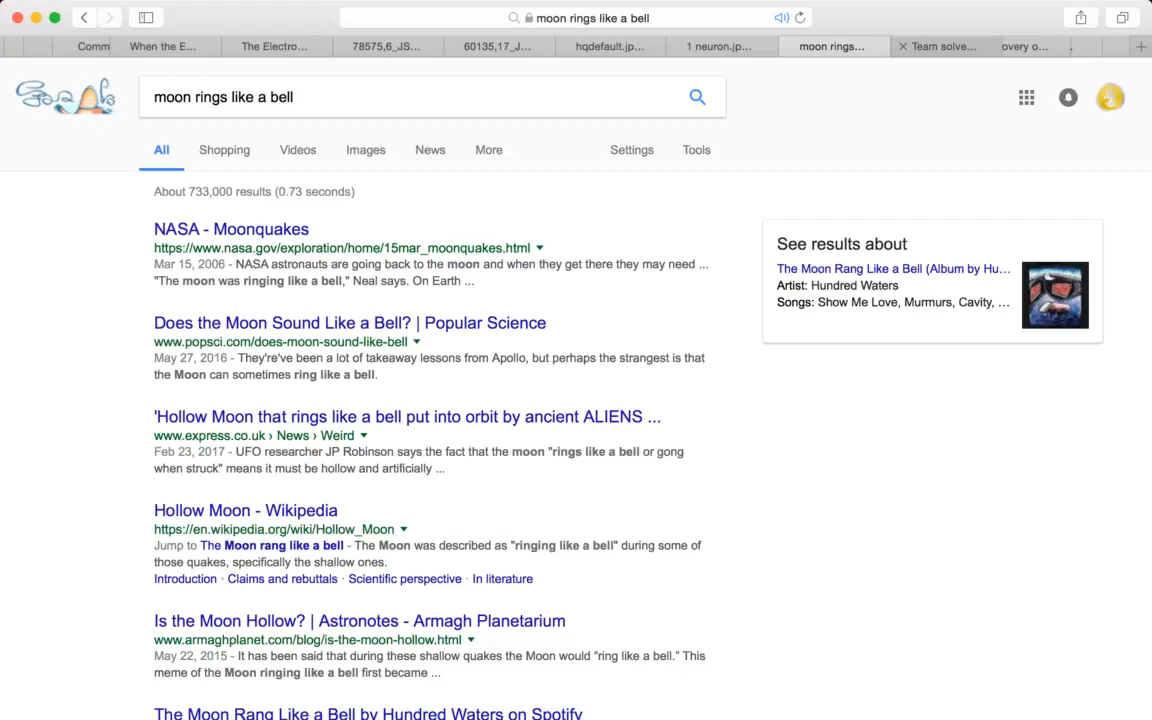 moon rings like a bell
Comm When the E... The Electro... 78575,6_JS... 60135,17_J... hqdefault.jp... 1 neuron.jp... moon rings... Team solve... overy o... .
moon rings like a bell
All Shopping Videos Images News More Settings Tools
About 733,000 results (0.73 seconds)
NASA - Moonquakes
https://www.nasa.gov/exploration/home/15mar_moonquakes.html
Mar 15, 2006 - NASA astronauts are going back to the moon and when they get there they may need ...
"The moon was ringing like a bell," Neal says. On Earth ...
Does the Moon Sound Like a Bell? | Popular Science
www.popsci.com/does-moon-sound-like-bell
May 27, 2016 - They're've been a lot of takeaway lessons from Apollo, but perhaps the strangest is that
the Moon can sometimes ring like a bell.
'Hollow Moon that rings like a bell put into orbit by ancient ALIENS ...
www.express.co.uk › News › Weird
Feb 23, 2017 - UFO researcher JP Robinson says the fact that the moon "rings like a bell or gong
when struck" means it must be hollow and artificially ...
Hollow Moon - Wikipedia
https://en.wikipedia.org/wiki/Hollow_Moon
Jump to The Moon rang like a bell - The Moon was described as "ringing like a bell" during some of
those quakes, specifically the shallow ones.
Introduction · Claims and rebuttals · Scientific perspective · In literature
Is the Moon Hollow? | Astronotes - Armagh Planetarium
www.armaghplanet.com/blog/is-the-moon-hollow.html
May 22, 2015 - It has been said that during these shallow quakes the Moon would “ring like a bell.” This
meme of the Moon ringing like a bell first became ...
The Moon Rang Like a Bell by Hundred Waters on Spotify
See results about
The Moon Rang Like a Bell (Album by Hu...
Artist: Hundred Waters
Songs: Show Me Love, Murmurs, Cavity, ...